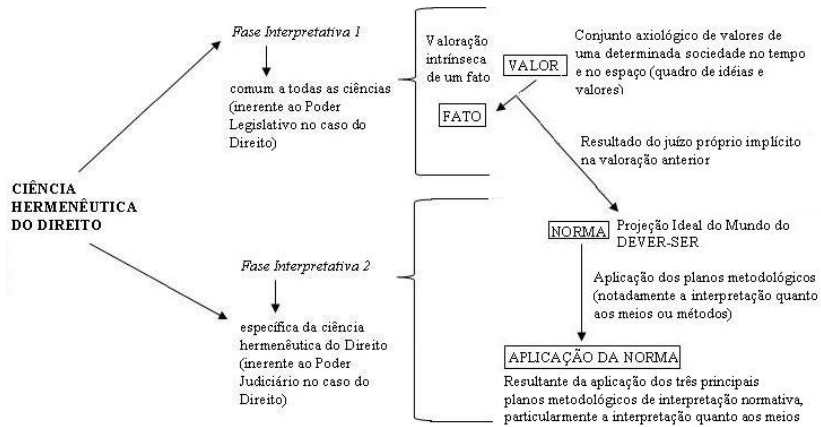 CIÊNCIA
HERMENÊUTICA
DO DIREITO
Fase Interpretativa 1
comum a todas as ciências
(inerente ao Poder
Legislativo no caso do
Direito)
Valoração
intrínseca
de um fato
VALOR
Conjunto axiológico de valores de
uma determinada sociedade no tempo
e no espaço (quadro de idéias e
valores)
FATO
Resultado do juízo próprio implícito
na valoração anterior
Fase Interpretativa 2
específica da ciência
hermenêutica do Direito
(inerente ao Poder
Judiciário no caso do
Direito)
NORMA
Projeção Ideal do Mundo do
DEVER-SER
Aplicação dos planos metodológicos
(notadamente a interpretação quanto
aos meios ou métodos)
APLICAÇÃO DA NORMA
Resultante da aplicação dos três principais
planos metodológicos de interpretação normativa,
particularmente a interpretação quanto aos meios